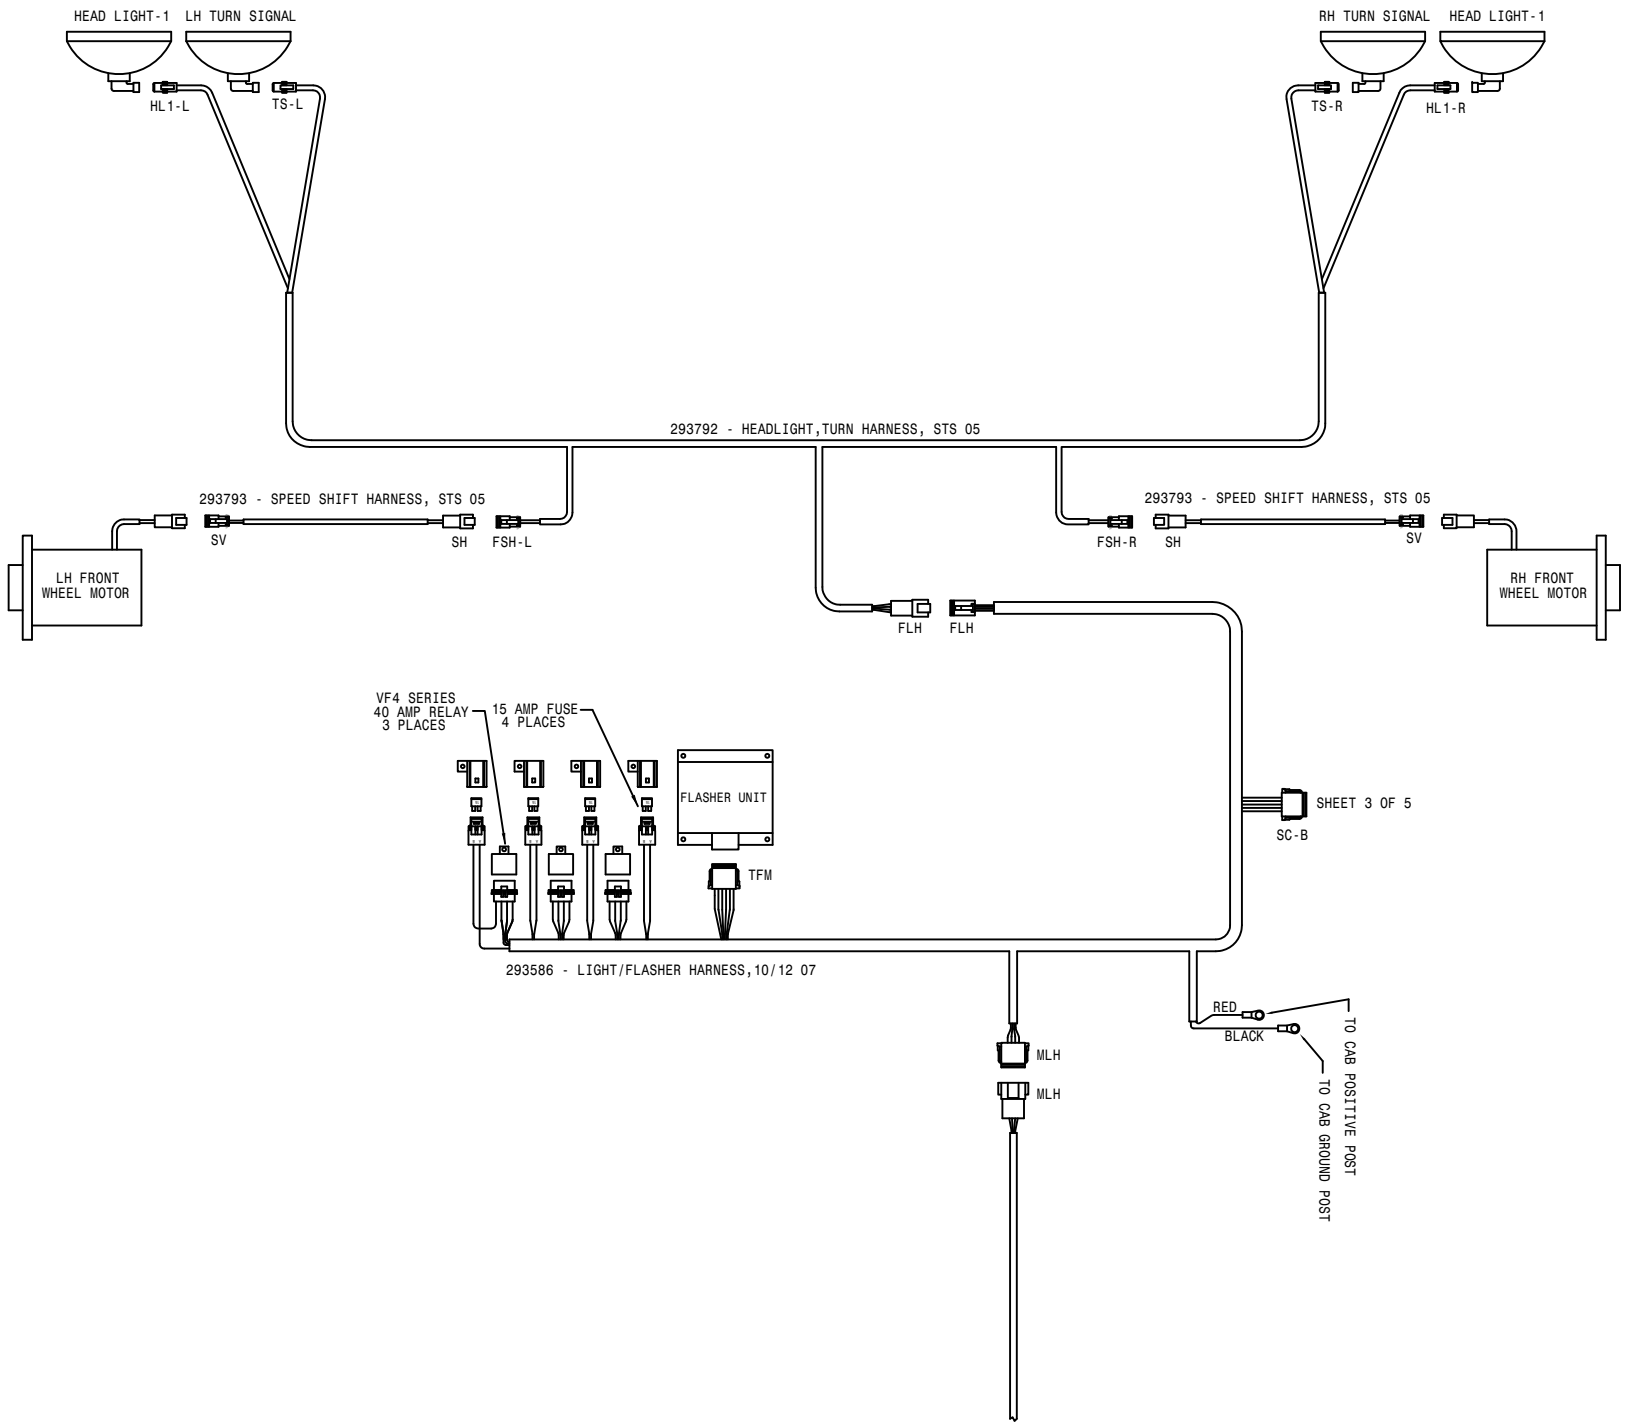 HEAD LIGHT-1
LH TURN SIGNAL
RH TURN SIGNAL
HEAD LIGHT-1
HL1-L
TS-L
TS-R
HL1-R
293792 - HEADLIGHT,TURN HARNESS, STS 05
293793 - SPEED SHIFT HARNESS, STS 05
293793 - SPEED SHIFT HARNESS, STS 05
SV
SH
FSH-L
FSH-R
SH
SV
LH FRONT
WHEEL MOTOR
RH FRONT
WHEEL MOTOR
FLH
FLH
VF4 SERIES
40 AMP RELAY
3 PLACES
15 AMP FUSE
4 PLACES
FLASHER UNIT
SHEET 3 OF 5
SC-B
TFM
293586 - LIGHT/FLASHER HARNESS,10/12 07
RED
BLACK
TO CAB POSITIVE POST
TO CAB GROUND POST
MLH
MLH